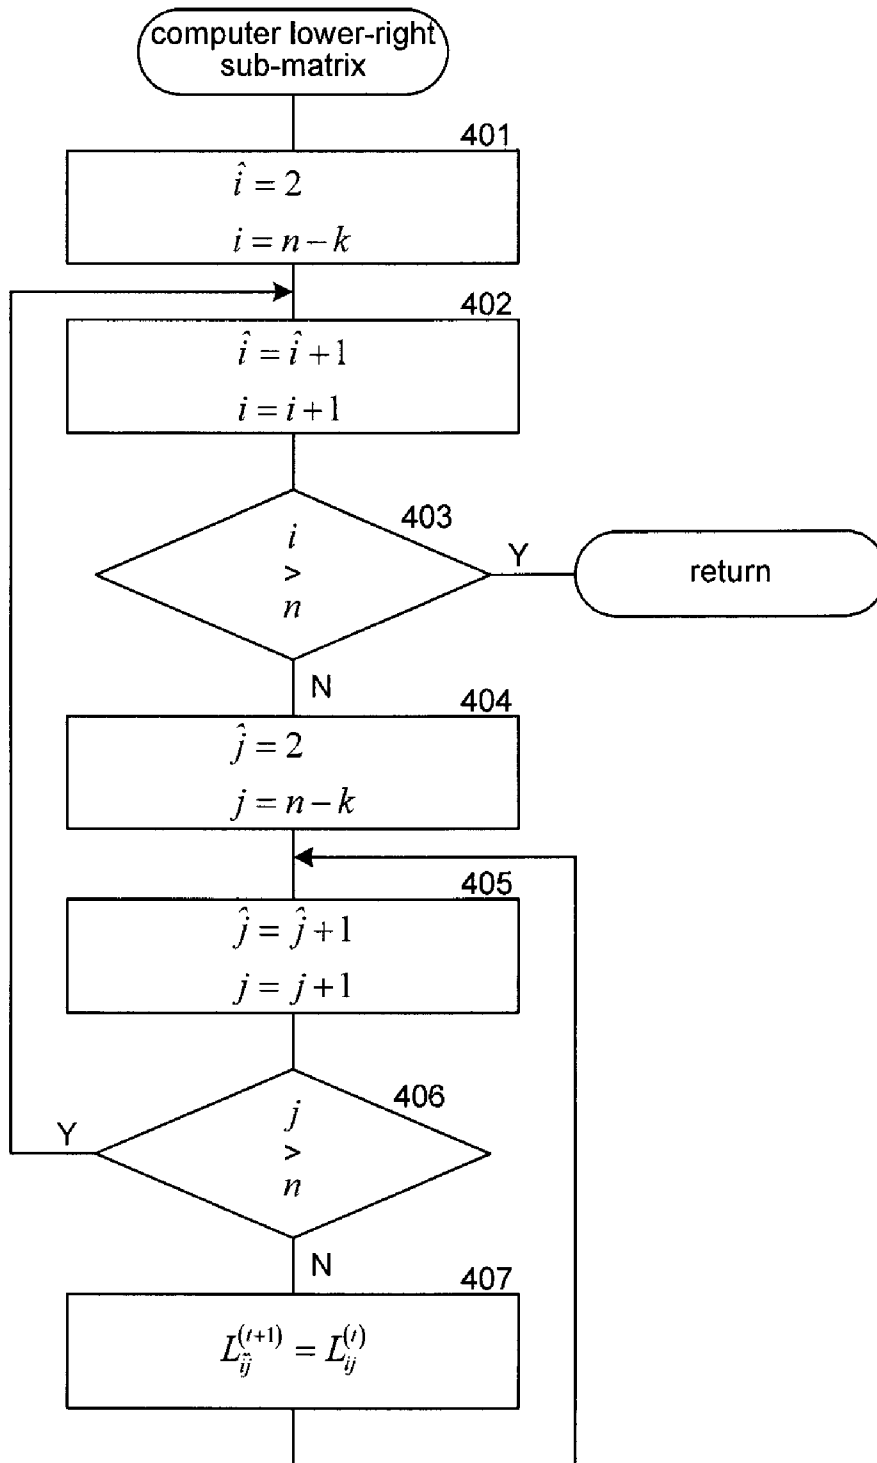 computer lower-right
sub-matrix
401
î = 2
i = n − k
402
î = î + 1
i = i + 1
403
i
>
n
Y
return
N
404
ĵ = 2
j = n − k
405
ĵ = ĵ + 1
j = j + 1
406
j
>
n
Y
N
407
L_{îĵ}^{(t+1)} = L_{ij}^{(t)}